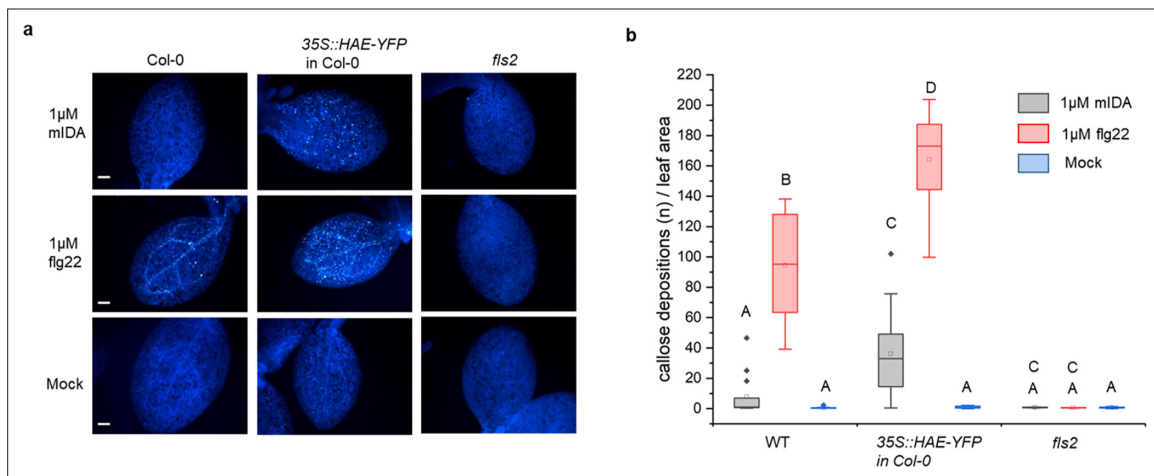 a
Col-0
35S::HAE-YFP
in Col-0
fls2
1µM
mIDA
1µM
flg22
Mock
b
callose depositions (n) / leaf area
220
200
180
160
140
120
100
80
60
40
20
0
A
B
A
C
D
A
C
A
C
A
A
1µM mIDA
1µM flg22
Mock
WT
35S::HAE-YFP
in Col-0
fls2